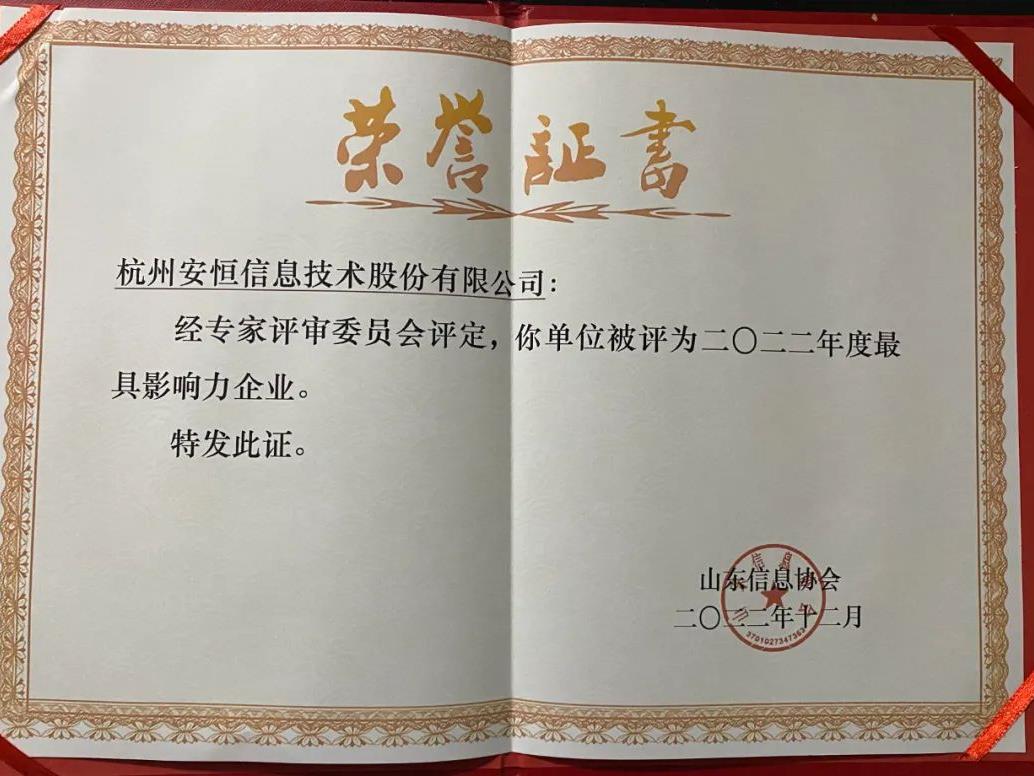 荣誉証書
杭州安恒信息技术股份有限公司：
经专家评审委员会评定，你单位被评为二〇二二年度最
具影响力企业。
特发此证。
山东信息协会
二〇二二年十二月
3701027347363